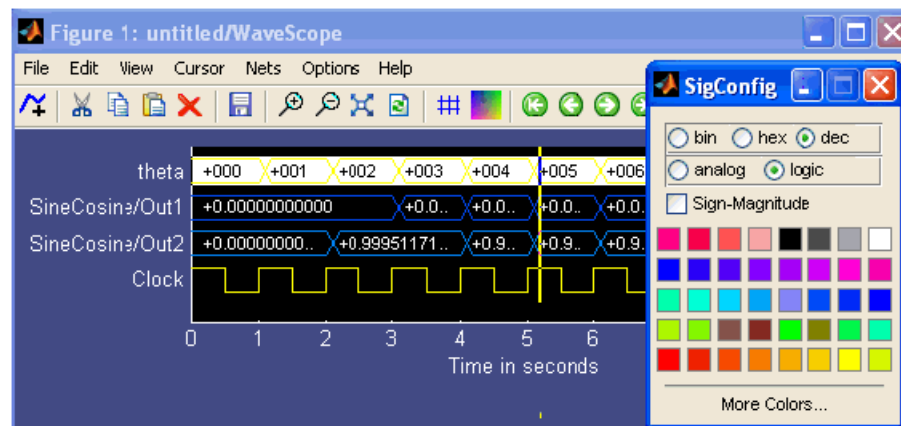 Figure 1: untitled/WaveScope
File Edit View Cursor Nets Options Help
theta +000 +001 +002 +003 +004 +005 +006
SineCosine/Out1 +0.00000000000 +0.0.. +0.0.. +0.0.. +0.0.
SineCosine/Out2 +0.00000000.. +0.99951171.. +0.9.. +0.9.. +0.9.
Clock
0 1 2 3 4 5 6
Time in seconds
SigConfig
bin hex dec
analog logic
Sign-Magnitude
More Colors...